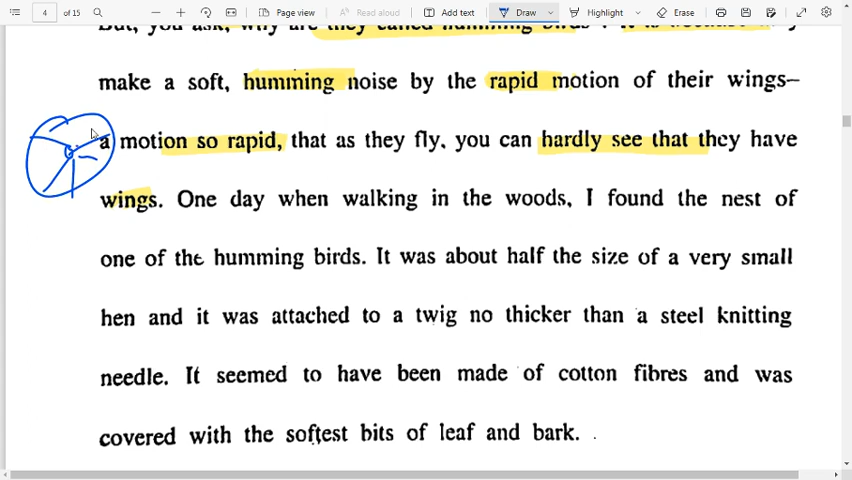 4 of 15 Page view Read aloud Add text Draw Highlight Erase
But, you ask, why are they called humming birds
make a soft, humming noise by the rapid motion of their wings—
a motion so rapid, that as they fly, you can hardly see that they have
wings. One day when walking in the woods, I found the nest of
one of the humming birds. It was about half the size of a very small
hen and it was attached to a twig no thicker than a steel knitting
needle. It seemed to have been made of cotton fibres and was
covered with the softest bits of leaf and bark.